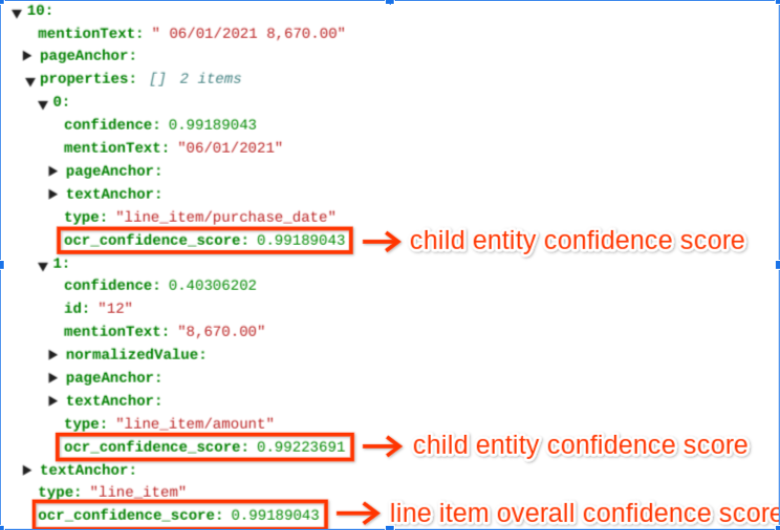 10:
mentionText: " 06/01/2021 8,670.00"
pageAnchor:
properties: [] 2 items
0:
confidence: 0.99189043
mentionText: "06/01/2021"
pageAnchor:
textAnchor:
type: "line_item/purchase_date"
ocr_confidence_score: 0.99189043 child entity confidence score
1:
confidence: 0.40306202
id: "12"
mentionText: "8,670.00"
normalizedValue:
pageAnchor:
textAnchor:
type: "line_item/amount"
ocr_confidence_score: 0.99223691 child entity confidence score
textAnchor:
type: "line_item"
ocr_confidence_score: 0.99189043 line item overall confidence score